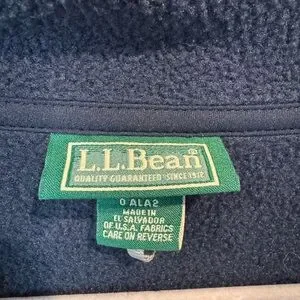 L.L.Bean®
QUALITY GUARANTEED SINCE 1912
0 ALA2
MADE IN
EL SALVADOR
OF U.S.A. FABRICS
CARE ON REVERSE